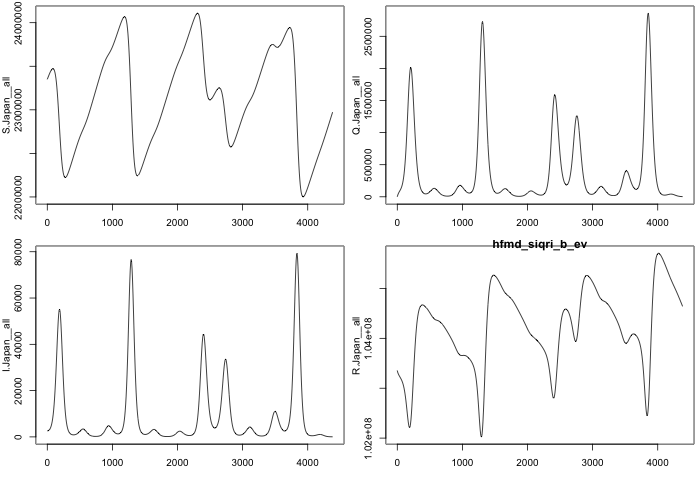 S.Japan__all
22000000 23000000 24000000
0 1000 2000 3000 4000
Q.Japan__all
0 500000 1500000 2500000
0 1000 2000 3000 4000
I.Japan__all
0 20000 40000 60000 80000
0 1000 2000 3000 4000
hfmd_siqri_b_ev
R.Japan__all
1.02e+08 1.04e+08
0 1000 2000 3000 4000